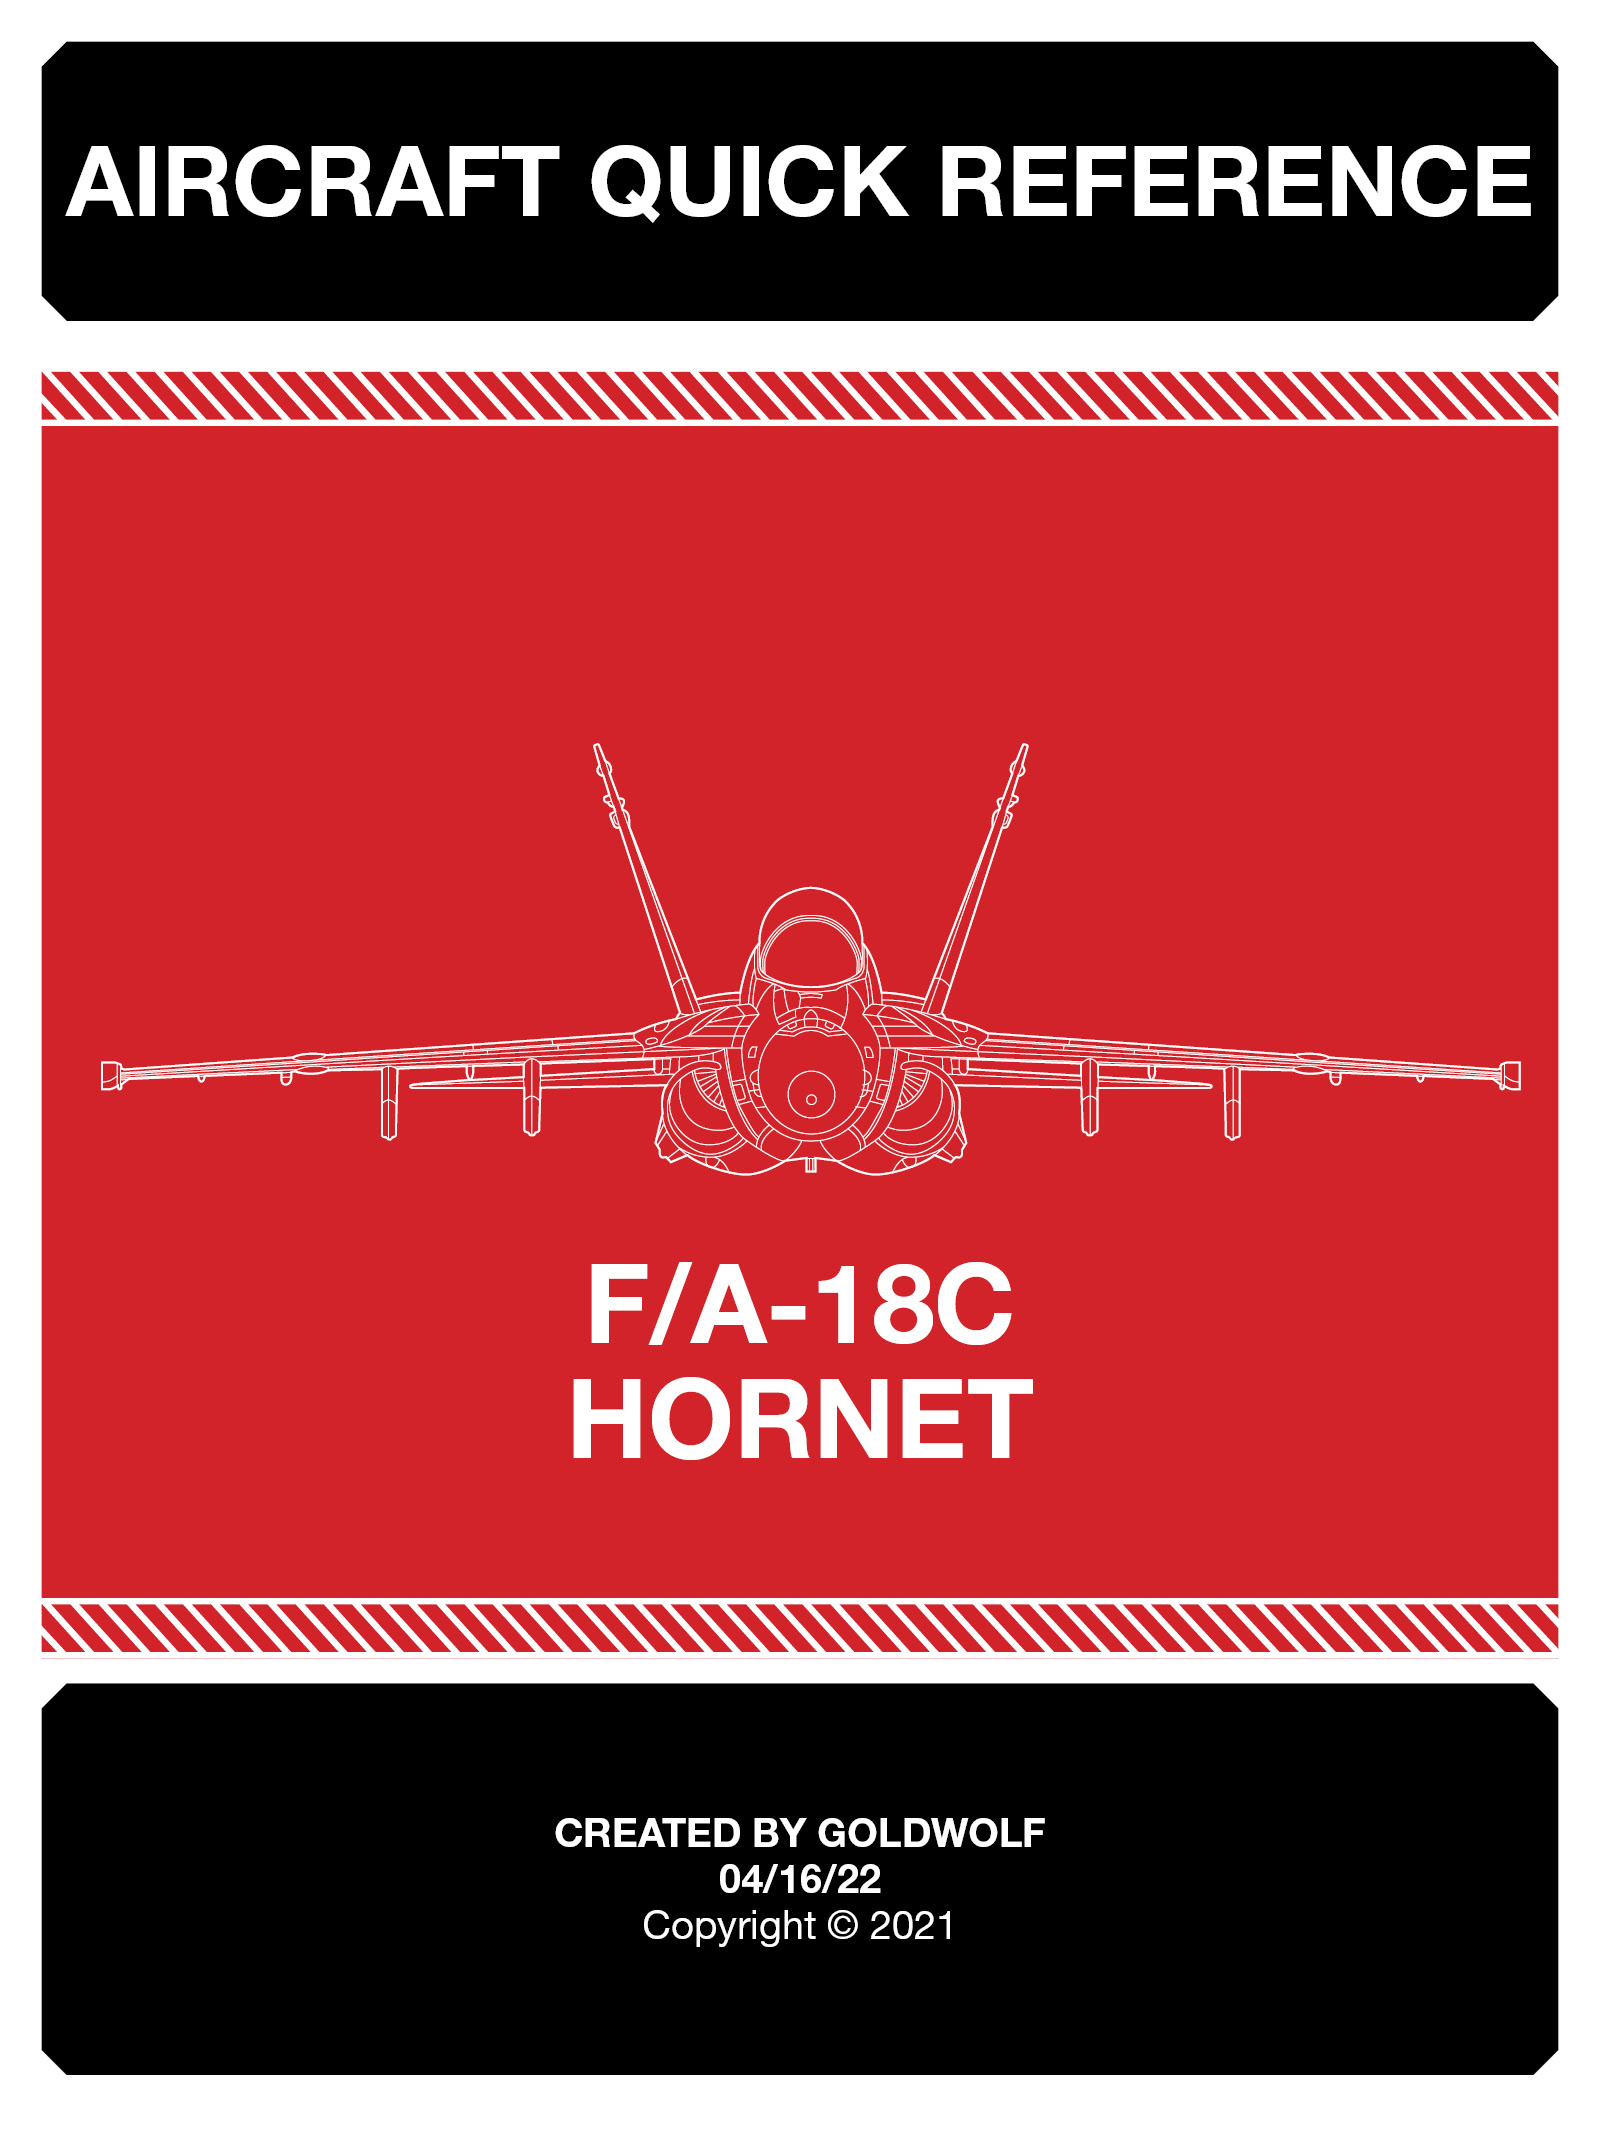 AIRCRAFT QUICK REFERENCE
F/A-18C
HORNET
CREATED BY GOLDWOLF
04/16/22
Copyright © 2021